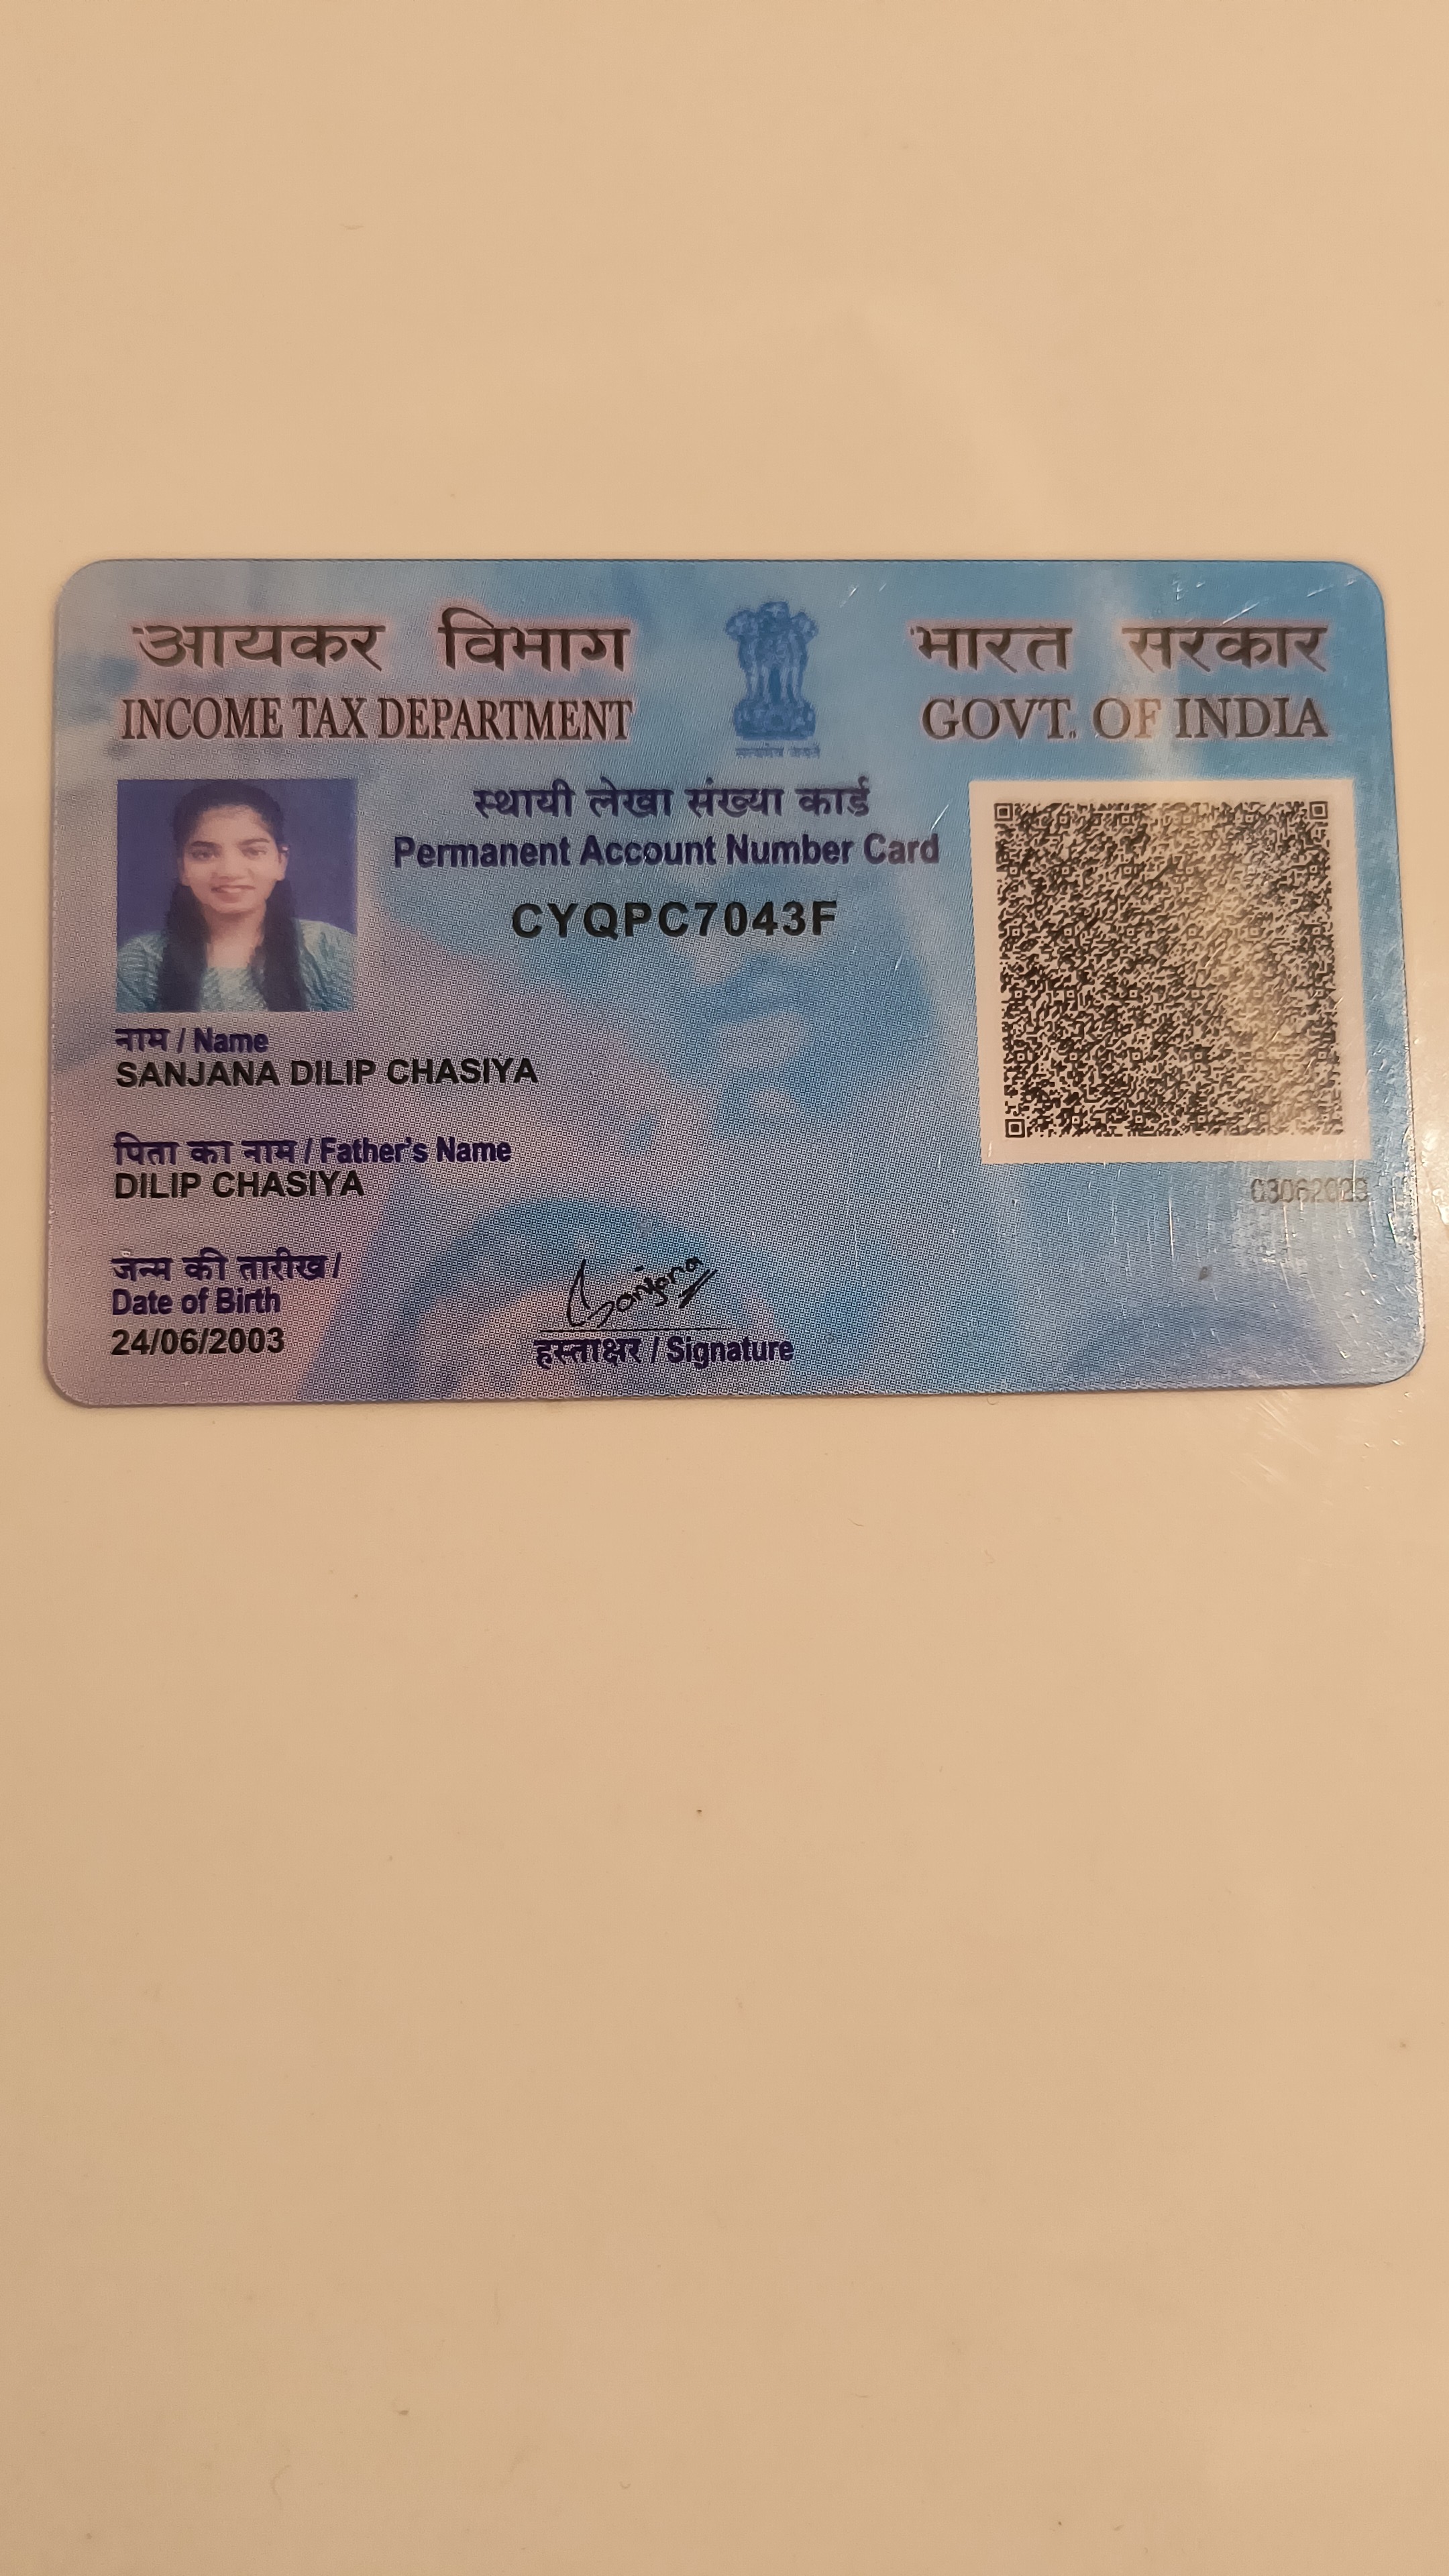 आयकर विभाग
INCOME TAX DEPARTMENT
सत्यमेव जयते
भारत सरकार
GOVT. OF INDIA
स्थायी लेखा संख्या कार्ड
Permanent Account Number Card
CYQPC7043F
नाम / Name
SANJANA DILIP CHASIYA
पिता का नाम / Father's Name
DILIP CHASIYA
03062023
जन्म की तारीख /
Date of Birth
24/06/2003
Sanjana
हस्ताक्षर / Signature